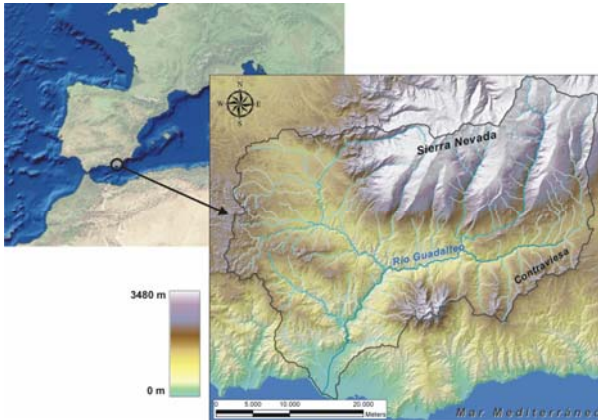 N
W E
S
Sierra Nevada
Río Guadalfeo
Contraviesa
3480 m
0 m
0 5.000 10.000 20.000
Meters
Mar Mediterráneo